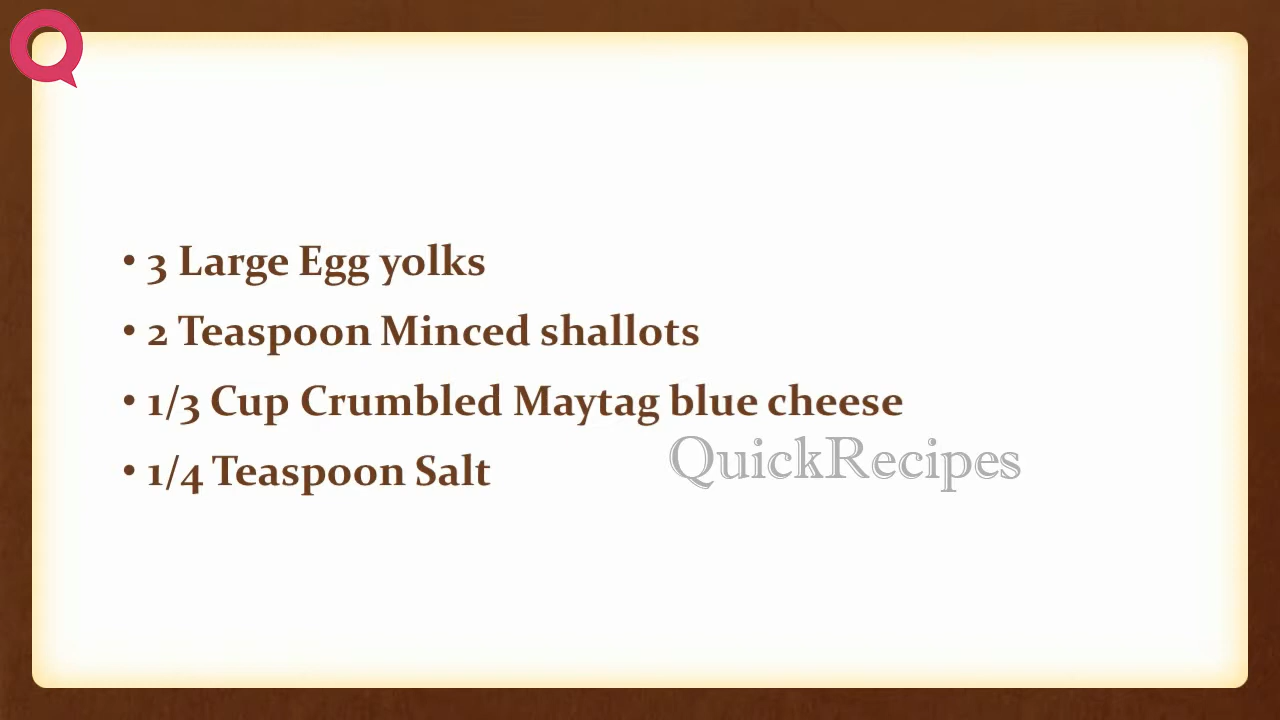 • 3 Large Egg yolks
• 2 Teaspoon Minced shallots
• 1/3 Cup Crumbled Maytag blue cheese
• 1/4 Teaspoon Salt
QuickRecipes